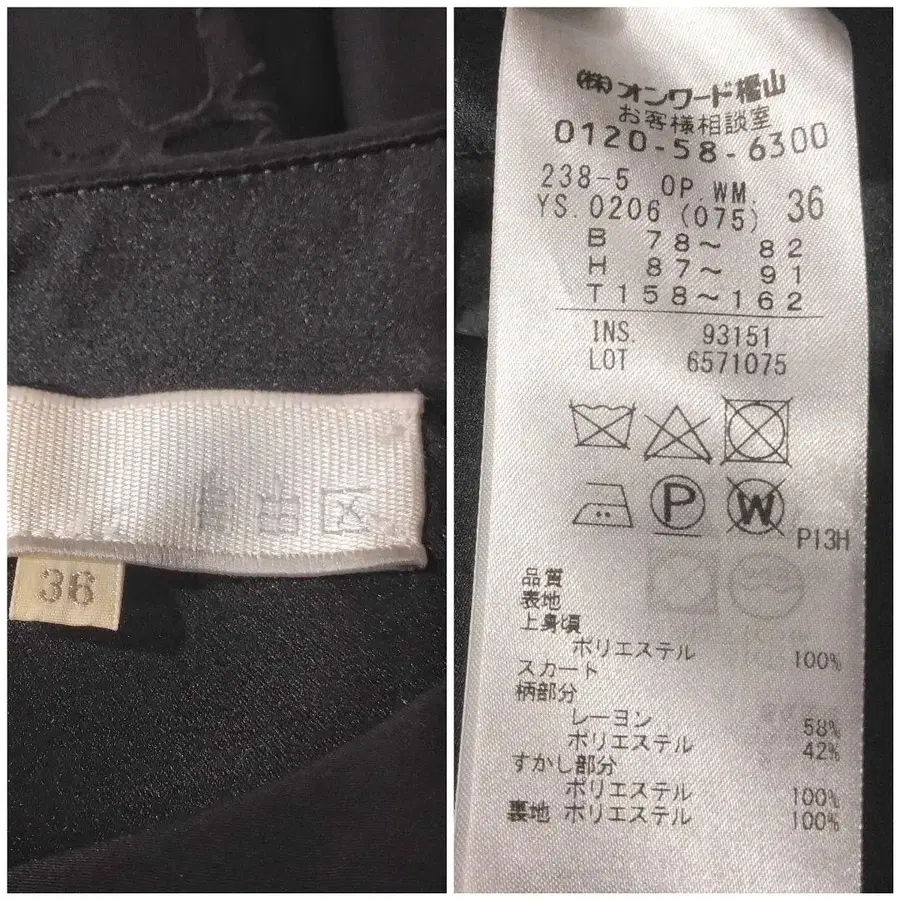 自由区
36
(株)オンワード樫山
お客様相談室
0120-58-6300
238-5 OP.WM. 36
YS.0206 (075)
B 78～ 82
H 87～ 91
T158～162
INS. 93151
LOT 6571075
P
W
P13H
品質
表地
上身頃
ポリエステル 100%
スカート
柄部分
レーヨン 58%
ポリエステル 42%
すかし部分
ポリエステル 100%
裏地 ポリエステル 100%